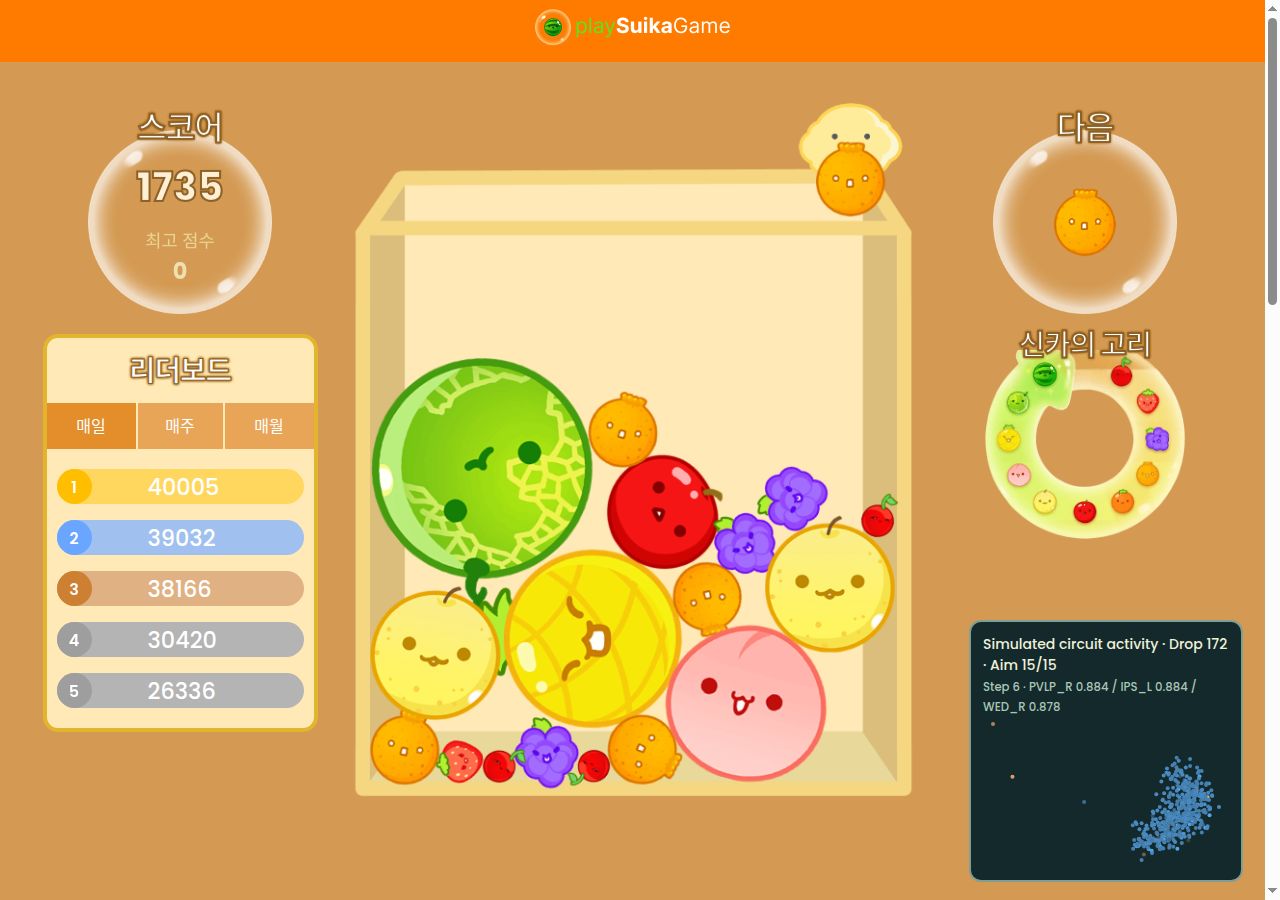 playSuikaGame
스코어
1735
최고 점수
0
다음
신카의 고리
리더보드
매일 매주 매월
1 40005
2 39032
3 38166
4 30420
5 26336
Simulated circuit activity · Drop 172
· Aim 15/15
Step 6 · PVLP_R 0.884 / IPS_L 0.884 /
WED_R 0.878